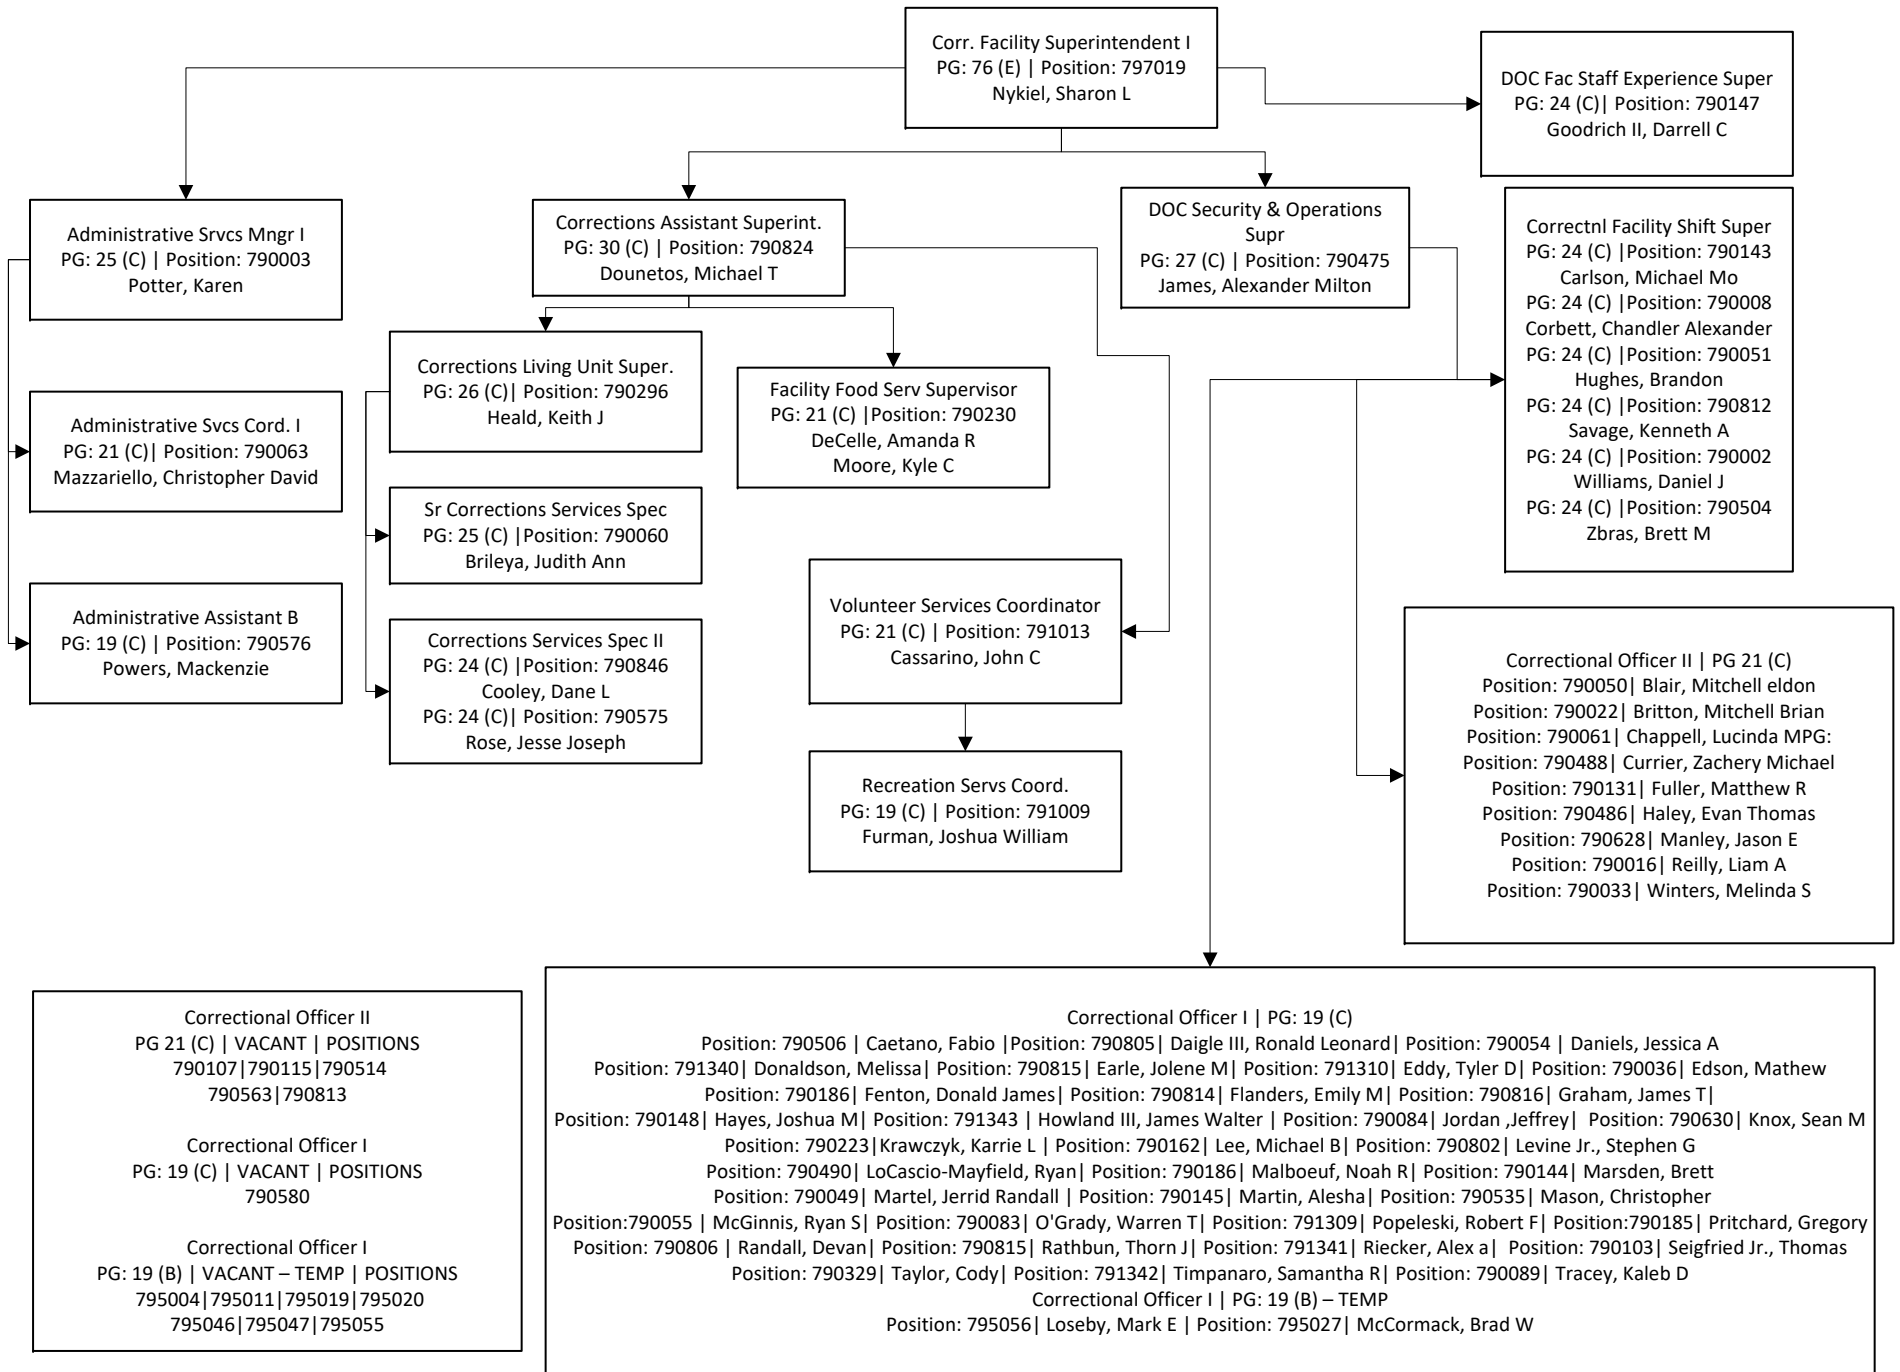 Corr. Facility Superintendent I
PG: 76 (E) | Position: 797019
Nykiel, Sharon L
DOC Fac Staff Experience Super
PG: 24 (C)| Position: 790147
Goodrich II, Darrell C
Administrative Srvcs Mngr I
PG: 25 (C) | Position: 790003
Potter, Karen
Corrections Assistant Superint.
PG: 30 (C) | Position: 790824
Dounetos, Michael T
DOC Security & Operations
Supr
PG: 27 (C) | Position: 790475
James, Alexander Milton
Correctnl Facility Shift Super
PG: 24 (C) |Position: 790143
Carlson, Michael Mo
PG: 24 (C) |Position: 790008
Corbett, Chandler Alexander
PG: 24 (C) |Position: 790051
Hughes, Brandon
PG: 24 (C) |Position: 790812
Savage, Kenneth A
PG: 24 (C) |Position: 790002
Williams, Daniel J
PG: 24 (C) |Position: 790504
Zbras, Brett M
Administrative Svcs Cord. I
PG: 21 (C)| Position: 790063
Mazzariello, Christopher David
Corrections Living Unit Super.
PG: 26 (C)| Position: 790296
Heald, Keith J
Facility Food Serv Supervisor
PG: 21 (C) |Position: 790230
DeCelle, Amanda R
Moore, Kyle C
Sr Corrections Services Spec
PG: 25 (C) |Position: 790060
Brileya, Judith Ann
Administrative Assistant B
PG: 19 (C) | Position: 790576
Powers, Mackenzie
Corrections Services Spec II
PG: 24 (C) |Position: 790846
Cooley, Dane L
PG: 24 (C)| Position: 790575
Rose, Jesse Joseph
Volunteer Services Coordinator
PG: 21 (C) | Position: 791013
Cassarino, John C
Recreation Servs Coord.
PG: 19 (C) | Position: 791009
Furman, Joshua William
Correctional Officer II | PG 21 (C)
Position: 790050| Blair, Mitchell eldon
Position: 790022| Britton, Mitchell Brian
Position: 790061| Chappell, Lucinda MPG:
Position: 790488| Currier, Zachery Michael
Position: 790131| Fuller, Matthew R
Position: 790486| Haley, Evan Thomas
Position: 790628| Manley, Jason E
Position: 790016| Reilly, Liam A
Position: 790033| Winters, Melinda S
Correctional Officer II
PG 21 (C) | VACANT | POSITIONS
790107|790115|790514
790563|790813
Correctional Officer I
PG: 19 (C) | VACANT | POSITIONS
790580
Correctional Officer I
PG: 19 (B) | VACANT – TEMP | POSITIONS
795004|795011|795019|795020
795046|795047|795055
Correctional Officer I | PG: 19 (C)
Position: 790506 | Caetano, Fabio |Position: 790805| Daigle III, Ronald Leonard| Position: 790054 | Daniels, Jessica A
Position: 791340| Donaldson, Melissa| Position: 790815| Earle, Jolene M| Position: 791310| Eddy, Tyler D| Position: 790036| Edson, Mathew
Position: 790186| Fenton, Donald James| Position: 790814| Flanders, Emily M| Position: 790816| Graham, James T|
Position: 790148| Hayes, Joshua M| Position: 791343 | Howland III, James Walter | Position: 790084| Jordan ,Jeffrey| Position: 790630| Knox, Sean M
Position: 790223|Krawczyk, Karrie L | Position: 790162| Lee, Michael B| Position: 790802| Levine Jr., Stephen G
Position: 790490| LoCascio-Mayfield, Ryan| Position: 790186| Malboeuf, Noah R| Position: 790144| Marsden, Brett
Position: 790049| Martel, Jerrid Randall | Position: 790145| Martin, Alesha| Position: 790535| Mason, Christopher
Position:790055 | McGinnis, Ryan S| Position: 790083| O'Grady, Warren T| Position: 791309| Popeleski, Robert F| Position:790185| Pritchard, Gregory
Position: 790806 | Randall, Devan| Position: 790815| Rathbun, Thorn J| Position: 791341| Riecker, Alex a| Position: 790103| Seigfried Jr., Thomas
Position: 790329| Taylor, Cody| Position: 791342| Timpanaro, Samantha R| Position: 790089| Tracey, Kaleb D
Correctional Officer I | PG: 19 (B) – TEMP
Position: 795056| Loseby, Mark E | Position: 795027| McCormack, Brad W